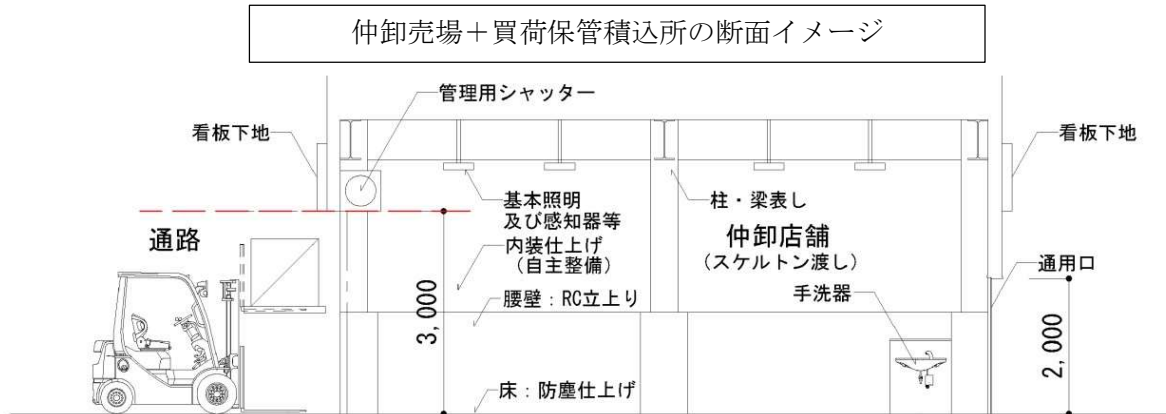 仲卸売場＋買荷保管積込所の断面イメージ
管理用シャッター
看板下地
看板下地
基本照明
及び感知器等
柱・梁表し
通路
内装仕上げ
（自主整備）
仲卸店舗
（スケルトン渡し）
通用口
手洗器
腰壁：RC立上り
3,000
2,000
床：防塵仕上げ